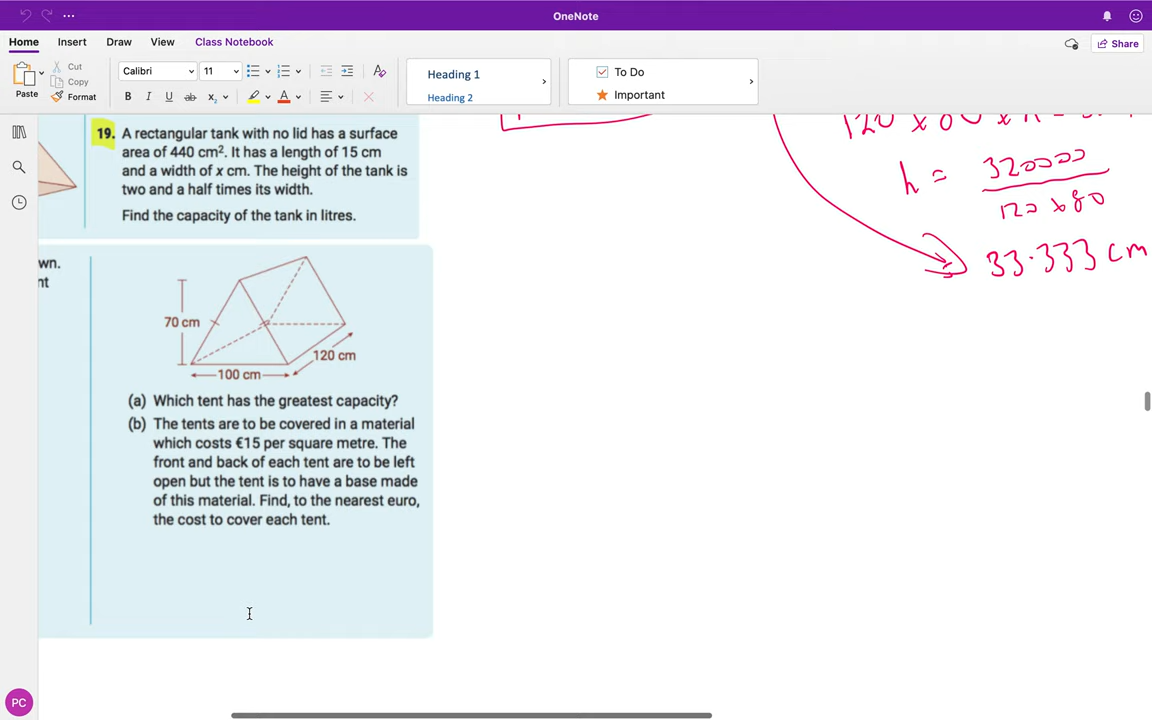 OneNote
Home Insert Draw View Class Notebook
Share
Paste
Cut
Copy
Format
Calibri 11
B I U ab x₂ A
Heading 1
Heading 2
To Do
Important
19. A rectangular tank with no lid has a surface
area of 440 cm². It has a length of 15 cm
and a width of x cm. The height of the tank is
two and a half times its width.
Find the capacity of the tank in litres.
wn.
nt
70 cm
120 cm
100 cm
(a) Which tent has the greatest capacity?
(b) The tents are to be covered in a material
which costs €15 per square metre. The
front and back of each tent are to be left
open but the tent is to have a base made
of this material. Find, to the nearest euro,
the cost to cover each tent.
h = 320000
120 x 80
33.333 cm
PC